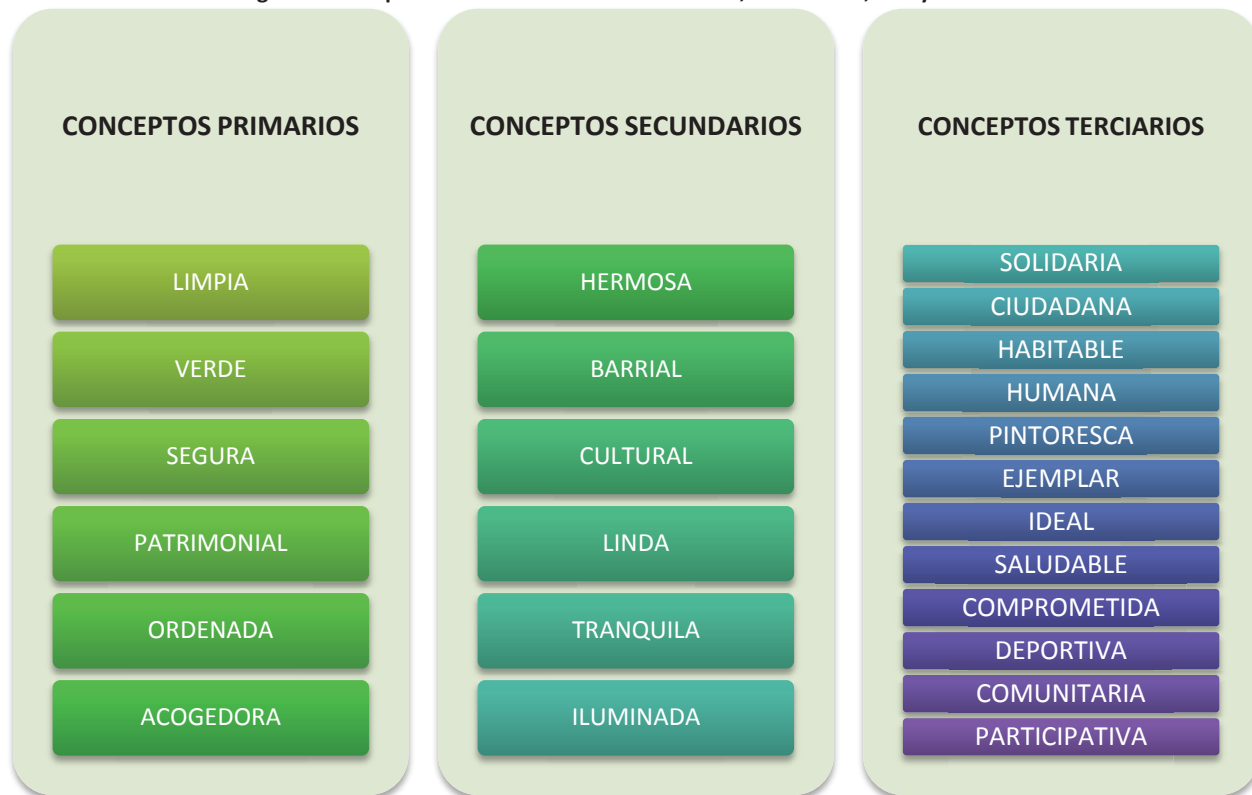 CONCEPTOS PRIMARIOS
LIMPIA
VERDE
SEGURA
PATRIMONIAL
ORDENADA
ACOGEDORA
CONCEPTOS SECUNDARIOS
HERMOSA
BARRIAL
CULTURAL
LINDA
TRANQUILA
ILUMINADA
CONCEPTOS TERCIARIOS
SOLIDARIA
CIUDADANA
HABITABLE
HUMANA
PINTORESCA
EJEMPLAR
IDEAL
SALUDABLE
COMPROMETIDA
DEPORTIVA
COMUNITARIA
PARTICIPATIVA